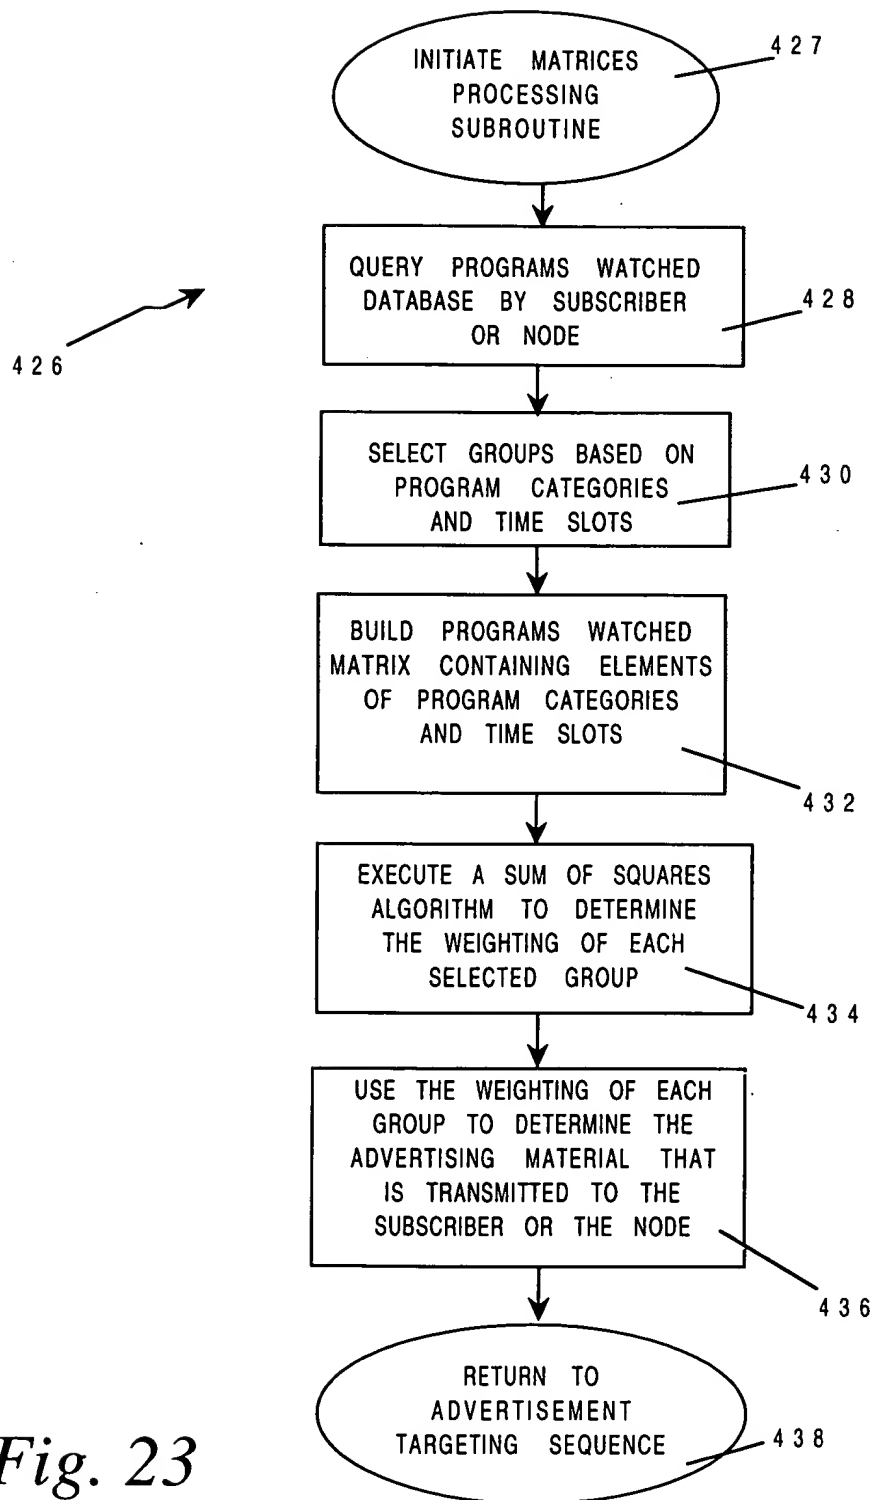 INITIATE MATRICES
PROCESSING
SUBROUTINE
427
QUERY PROGRAMS WATCHED
DATABASE BY SUBSCRIBER
OR NODE
428
426
SELECT GROUPS BASED ON
PROGRAM CATEGORIES
AND TIME SLOTS
430
BUILD PROGRAMS WATCHED
MATRIX CONTAINING ELEMENTS
OF PROGRAM CATEGORIES
AND TIME SLOTS
432
EXECUTE A SUM OF SQUARES
ALGORITHM TO DETERMINE
THE WEIGHTING OF EACH
SELECTED GROUP
434
USE THE WEIGHTING OF EACH
GROUP TO DETERMINE THE
ADVERTISING MATERIAL THAT
IS TRANSMITTED TO THE
SUBSCRIBER OR THE NODE
436
RETURN TO
ADVERTISEMENT
TARGETING SEQUENCE
438
Fig. 23